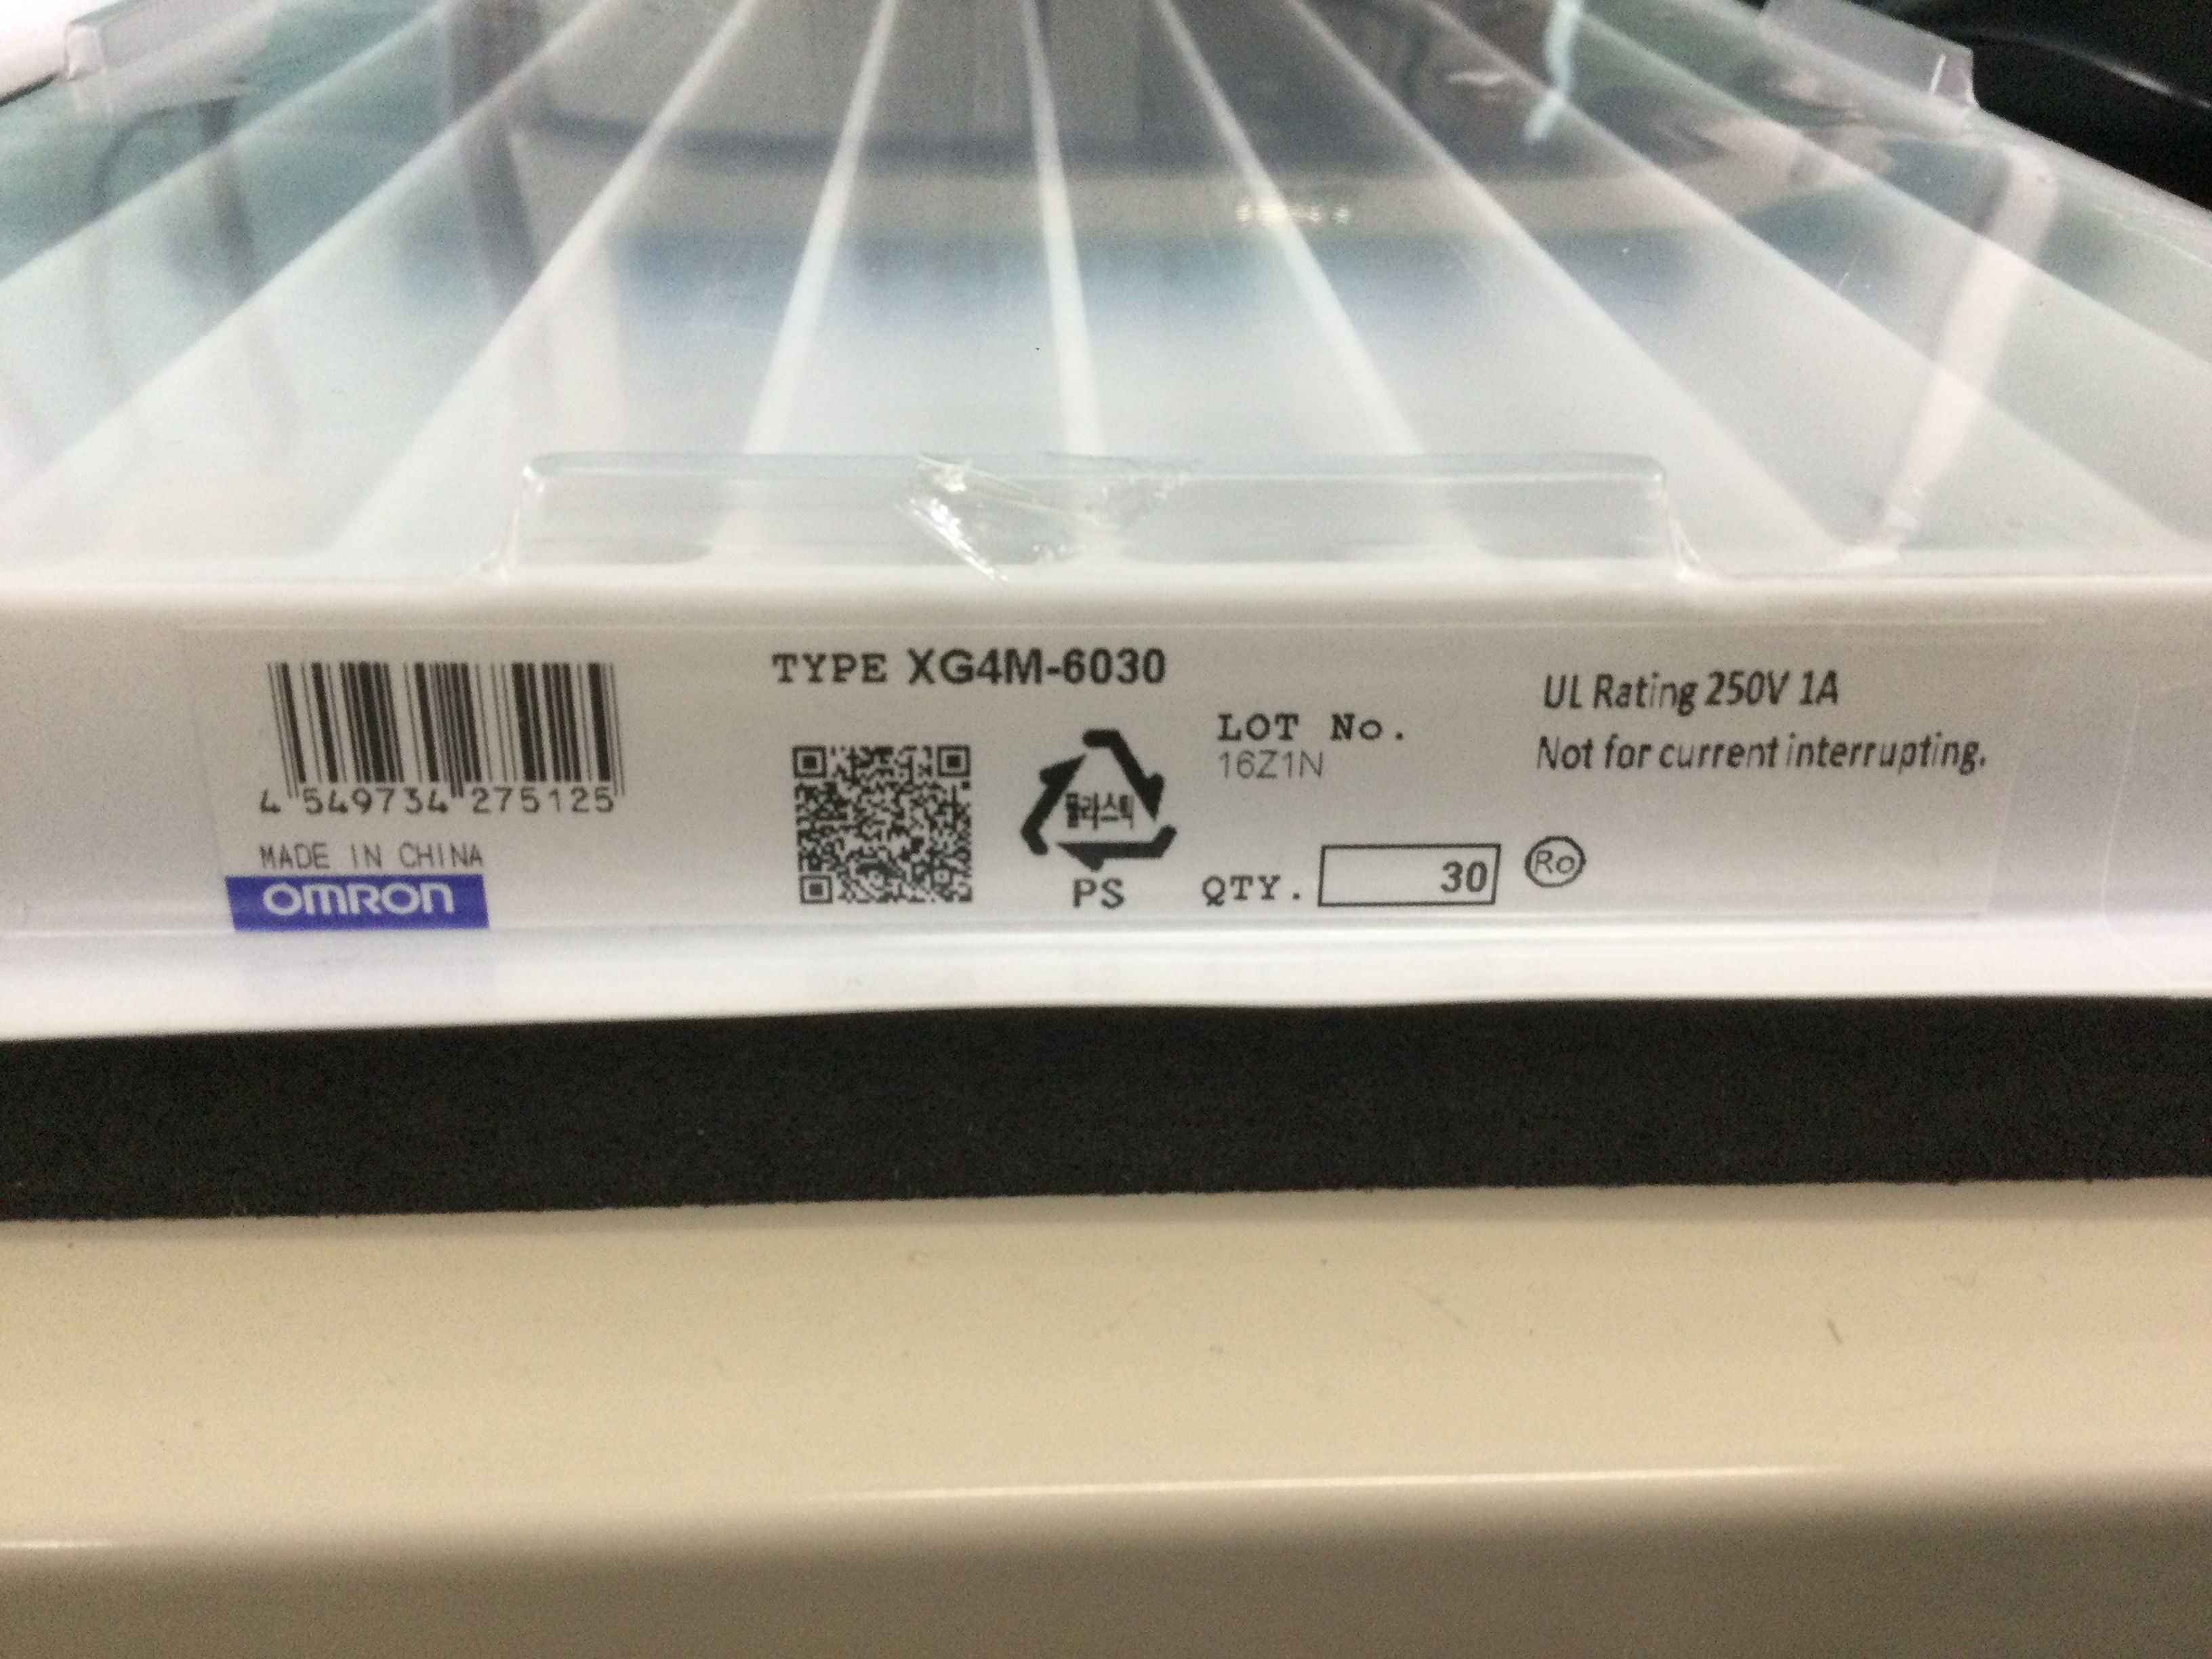 TYPE XG4M-6030
4 549734 275125
MADE IN CHINA
OMRON
플라스틱
PS
LOT No.
16Z1N
QTY. 30
Ro
UL Rating 250V 1A
Not for current interrupting.